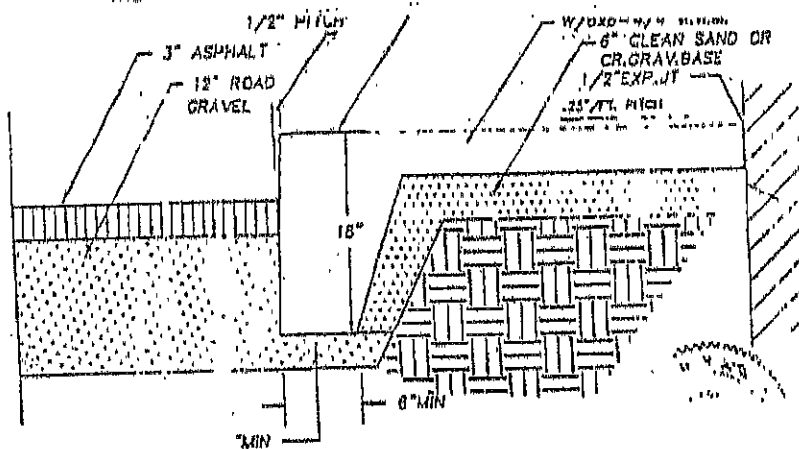 1/2" PITCH
3" ASPHALT
12" ROAD
GRAVEL
6" CLEAN SAND OR
CR.GRAV.BASE
1/2"EXP.JT
.25"/FT. PITCH
18"
6"MIN
"MIN